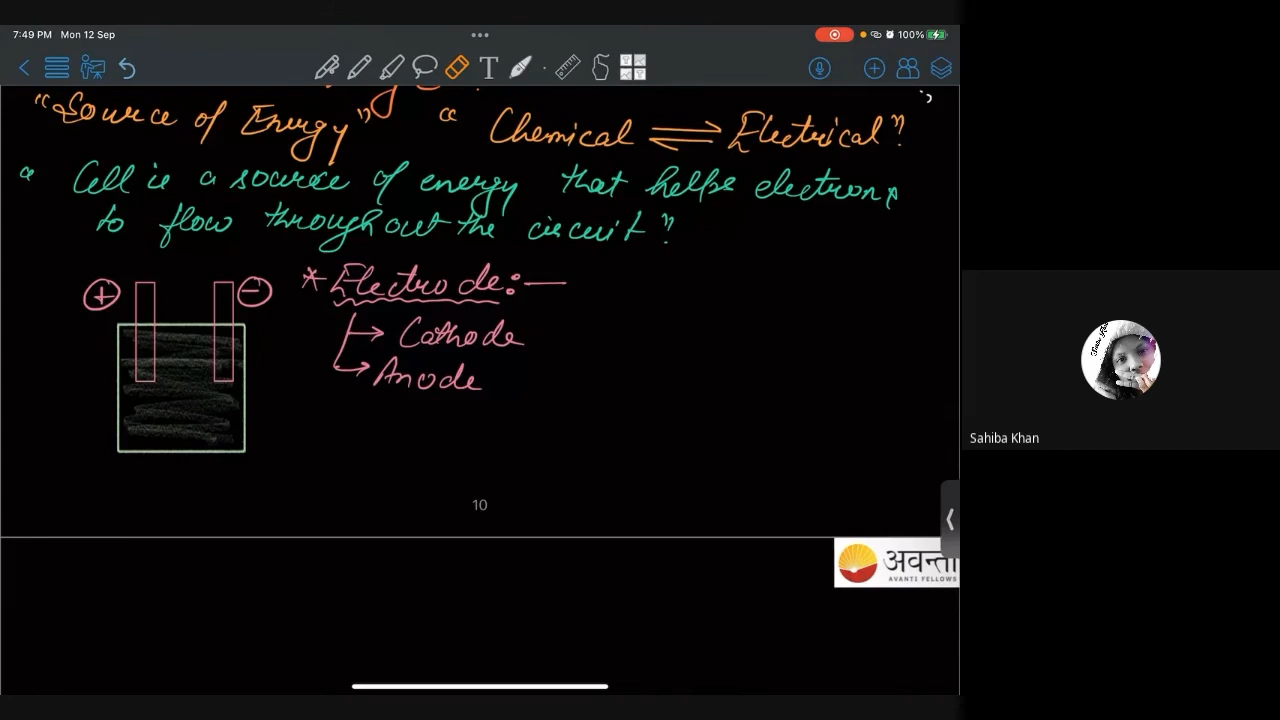 7:49 PM Mon 12 Sep
100%
"Source of Energy" " Chemical ⇌ Electrical"
" Cell is a source of energy that helps electrons
to flow throughout the circuit"
+ - * Electrode:—
→ Cathode
→ Anode
Sahiba Khan
10
अवन्ती
AVANTI FELLOWS